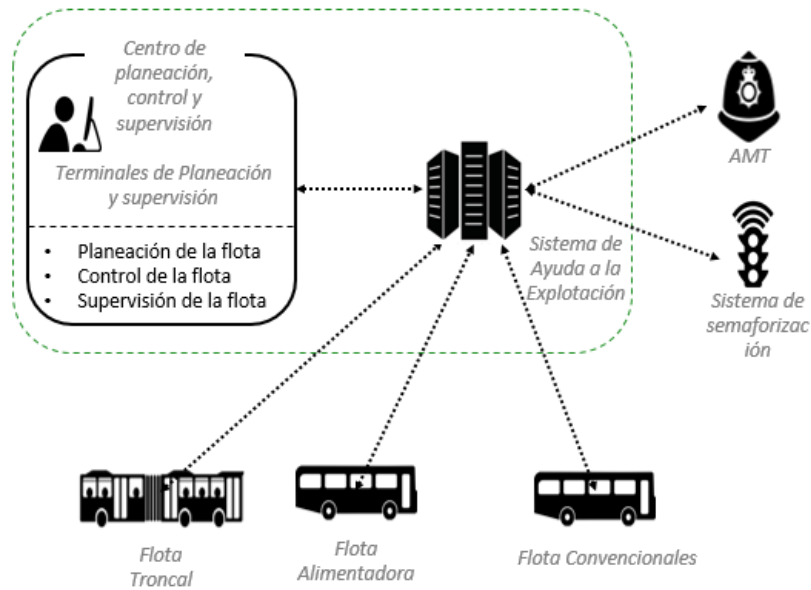 Centro de
planeación,
control y
supervisión
Terminales de Planeación
y supervisión
• Planeación de la flota
• Control de la flota
• Supervisión de la flota
Sistema de
Ayuda a la
Explotación
AMT
Sistema de
semaforizac
ión
Flota
Troncal
Flota
Alimentadora
Flota Convencionales